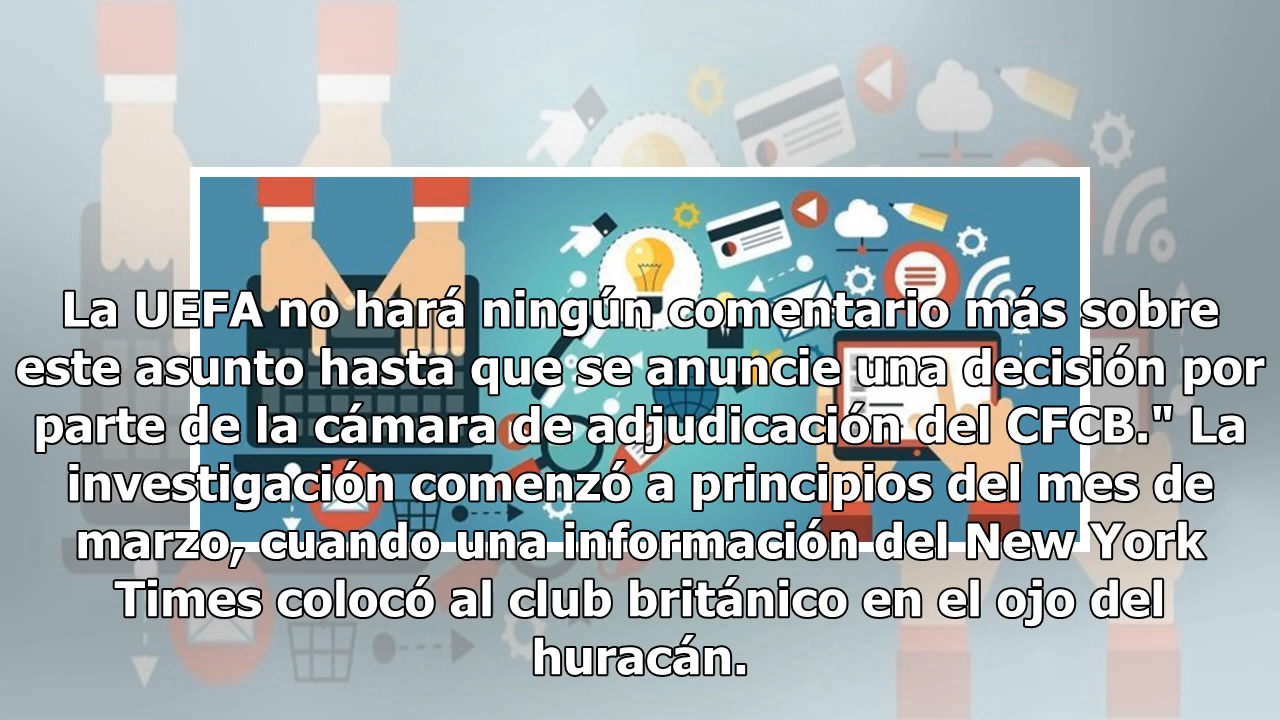 La UEFA no hará ningún comentario más sobre
este asunto hasta que se anuncie una decisión por
parte de la cámara de adjudicación del CFCB." La
investigación comenzó a principios del mes de
marzo, cuando una información del New York
Times colocó al club británico en el ojo del
huracán.